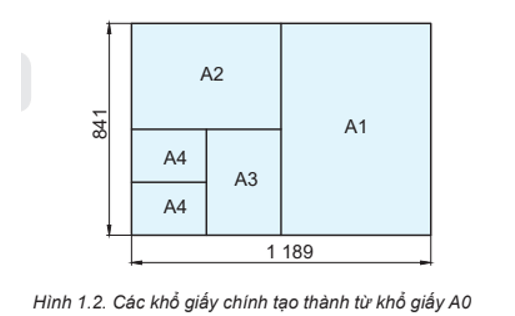 A2
A1
841
A4
A3
A4
1 189
Hình 1.2. Các khổ giấy chính tạo thành từ khổ giấy A0